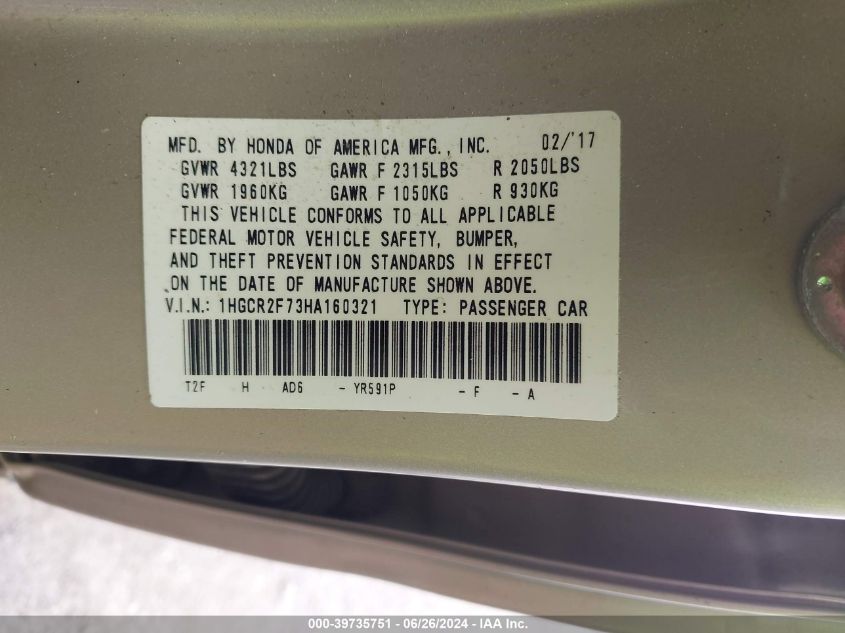 MFD. BY HONDA OF AMERICA MFG., INC. 02/'17
GVWR 4321LBS GAWR F 2315LBS R 2050LBS
GVWR 1960KG GAWR F 1050KG R 930KG
THIS VEHICLE CONFORMS TO ALL APPLICABLE
FEDERAL MOTOR VEHICLE SAFETY, BUMPER,
AND THEFT PREVENTION STANDARDS IN EFFECT
ON THE DATE OF MANUFACTURE SHOWN ABOVE.
V.I.N.: 1HGCR2F73HA160321 TYPE: PASSENGER CAR
T2F H AD6 - YR591P - F - A
000-39735751 / 06/26/2024 - IAA Inc.